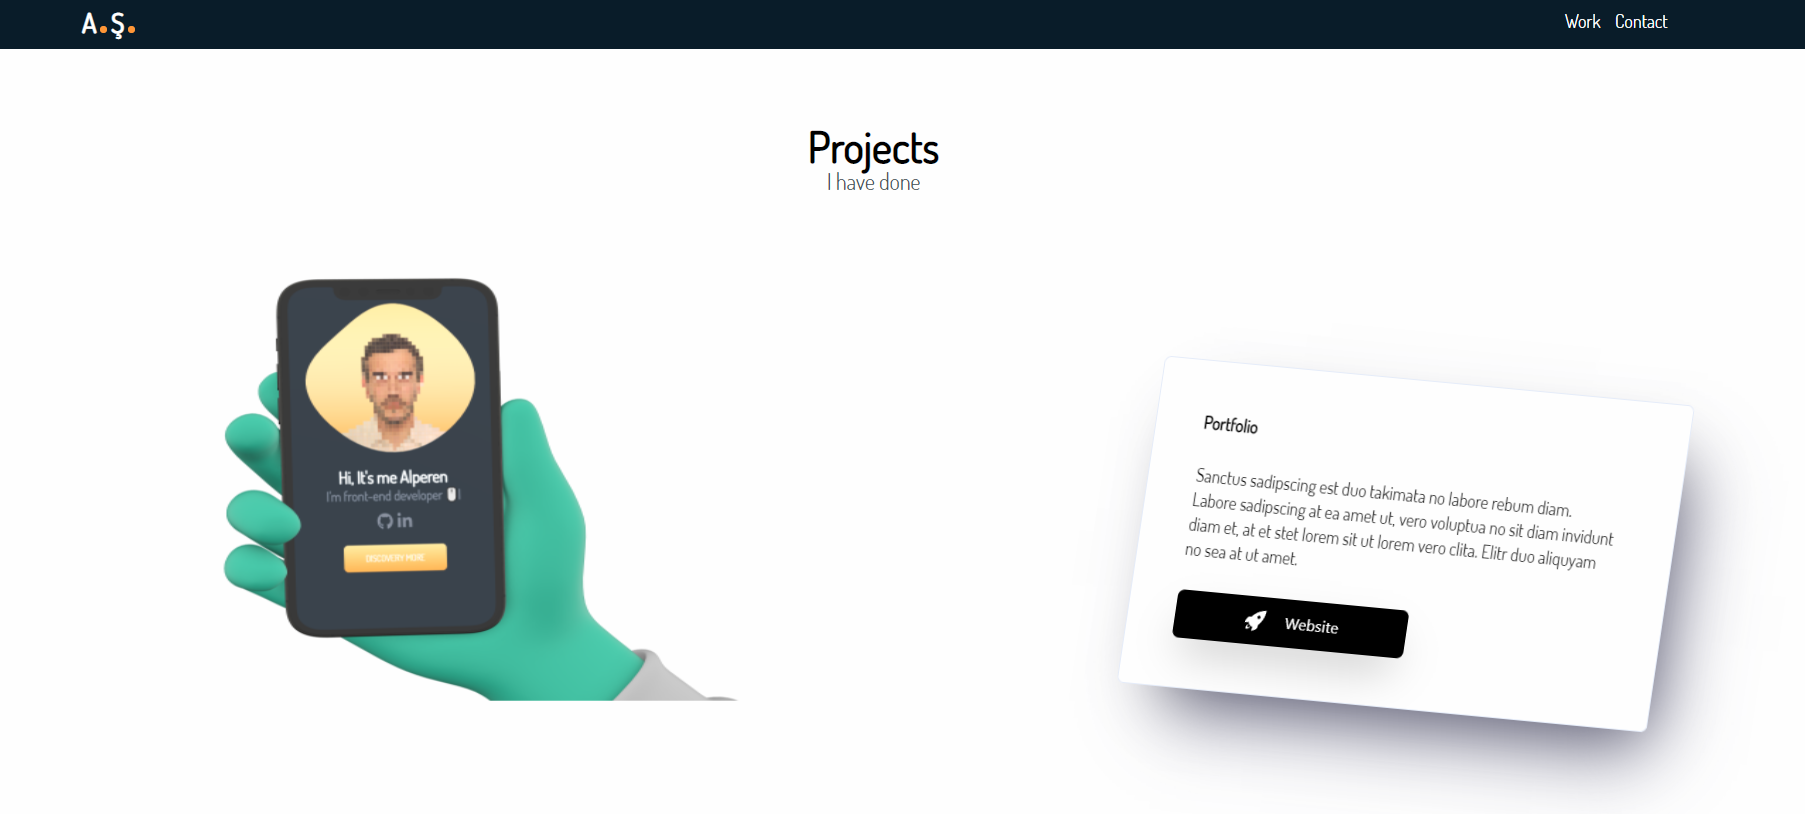 A.Ş.
Work Contact
Projects
I have done
Hi, It's me Alperen
I'm front-end developer
in
DISCOVERY MORE
Portfolio
Sanctus sadipscing est duo takimata no labore rebum diam.
Labore sadipscing at ea amet ut, vero voluptua no sit diam invidunt
diam et, at et stet lorem sit ut lorem vero clita. Elitr duo aliquyam
no sea at ut amet.
Website